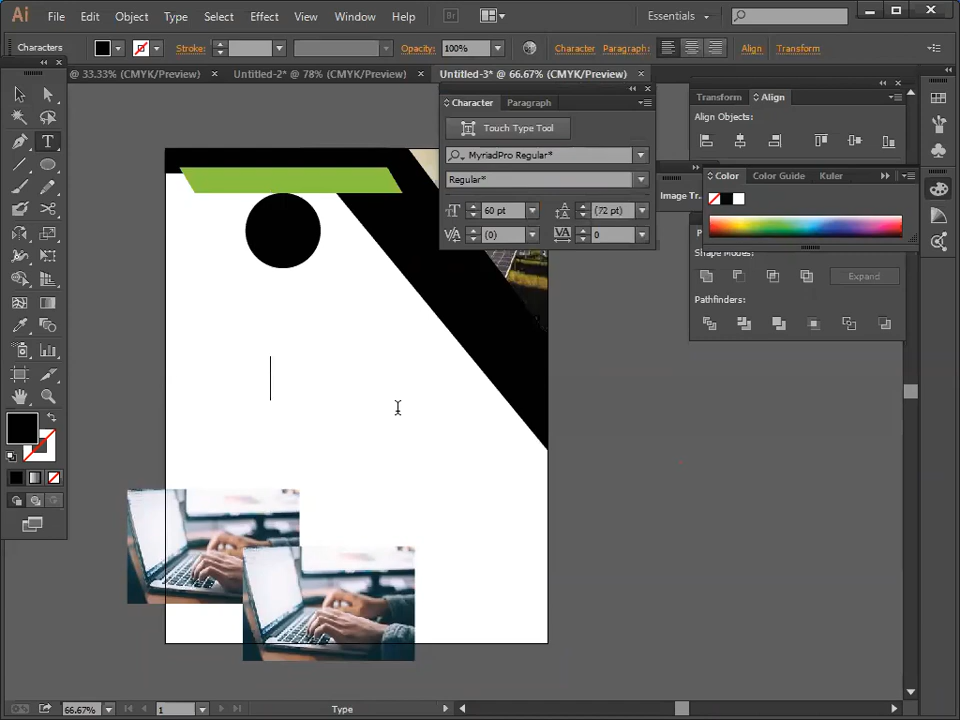 Ai File Edit Object Type Select Effect View Window Help Br Essentials
Characters Stroke: Opacity: 100% Character Paragraph: Align Transform
@ 33.33% (CMYK/Preview) × Untitled-2* @ 78% (CMYK/Preview) × Untitled-3* @ 66.67% (CMYK/Preview) ×
Character Paragraph
Touch Type Tool
MyriadPro Regular*
Regular*
60 pt (72 pt)
(0) 0
Transform Align
Align Objects:
Color Color Guide Kuler
Image Tr
Shape Modes:
Expand
Pathfinders:
66.67% 1 Type